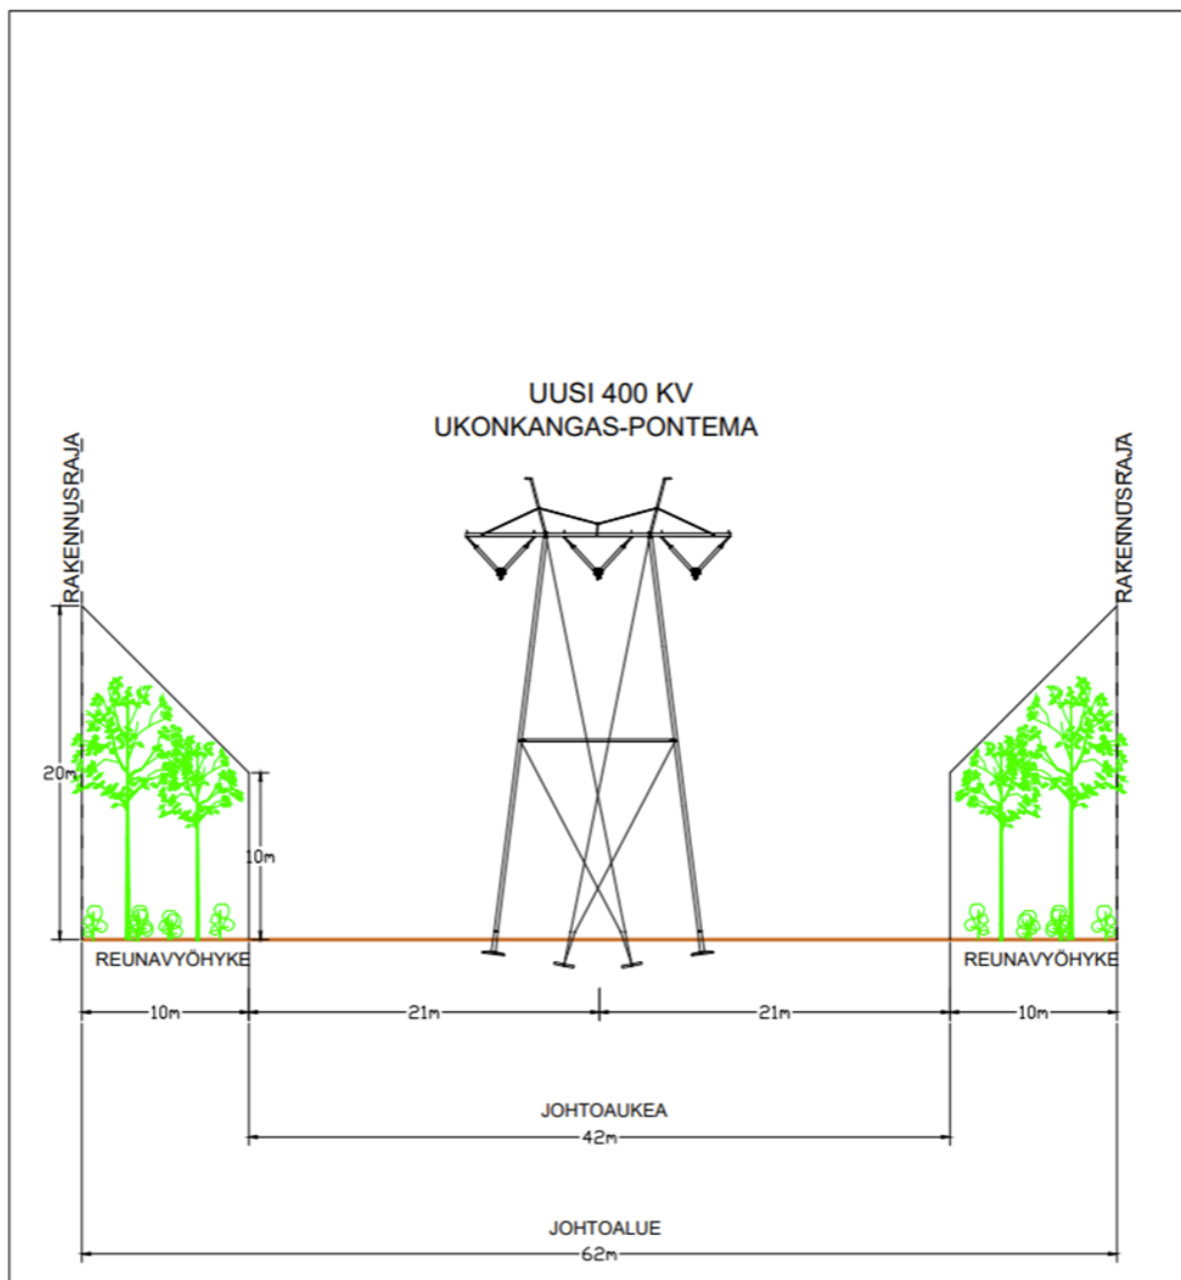 UUSI 400 KV
UKONKANGAS-PONTEMA
RAKENNUSRAJA
RAKENNUSRAJA
20m
10m
REUNAVYÖHYKE
REUNAVYÖHYKE
10m
21m
21m
10m
JOHTOAUKEA
42m
JOHTOALUE
62m